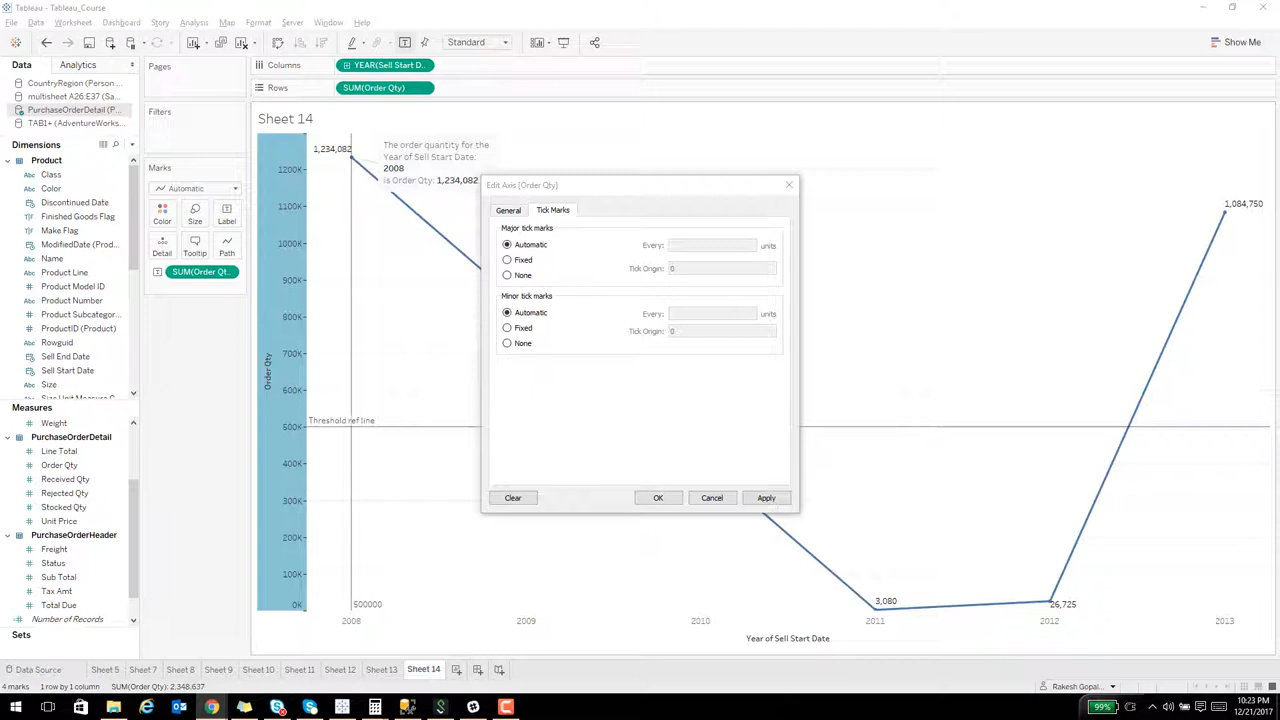 Tableau - Tableau_Course
File Data Worksheet Dashboard Story Analysis Map Format Server Window Help
Standard
Show Me
Data Analytics
Pages
Columns YEAR(Sell Start D..
Rows SUM(Order Qty)
CountryRegion (Person ...
multisheet A26:E37 (Sa...
PurchaseOrderDetail (P...
TAB1+ (AdventureWorks...
Filters
Sheet 14
Dimensions
Product
Class
Color
Discontinued Date
Finished Goods Flag
Make Flag
ModifiedDate (Product)
Name
Product Line
Product Model ID
Product Number
Product Subcategor...
ProductID (Product)
Rowguid
Sell End Date
Sell Start Date
Size
Size Unit Measure C...
Measures
Weight
PurchaseOrderDetail
Line Total
Order Qty
Received Qty
Rejected Qty
Stocked Qty
Unit Price
PurchaseOrderHeader
Freight
Status
Sub Total
Tax Amt
Total Due
Number of Records
Sets
Marks
Automatic
Color Size Label
Detail Tooltip Path
SUM(Order Qt..
1,234,082
The order quantity for the
Year of Sell Start Date:
2008
is Order Qty: 1,234,082
1200K
1100K
1000K
900K
800K
700K
600K
500K
400K
300K
200K
100K
0K
Order Qty
Threshold ref line
500000
3,080
26,725
1,084,750
2008 2009 2010 2011 2012 2013
Year of Sell Start Date
Edit Axis [Order Qty]
General Tick Marks
Major tick marks
Automatic Every: units
Fixed Tick Origin: 0
None
Minor tick marks
Automatic Every: units
Fixed Tick Origin: 0
None
Clear OK Cancel Apply
Data Source Sheet 5 Sheet 7 Sheet 8 Sheet 9 Sheet 10 Sheet 11 Sheet 12 Sheet 13 Sheet 14
4 marks 1 row by 1 column SUM(Order Qty): 2,348,637
Rakesh Gopal...
99%
10:23 PM
12/21/2017